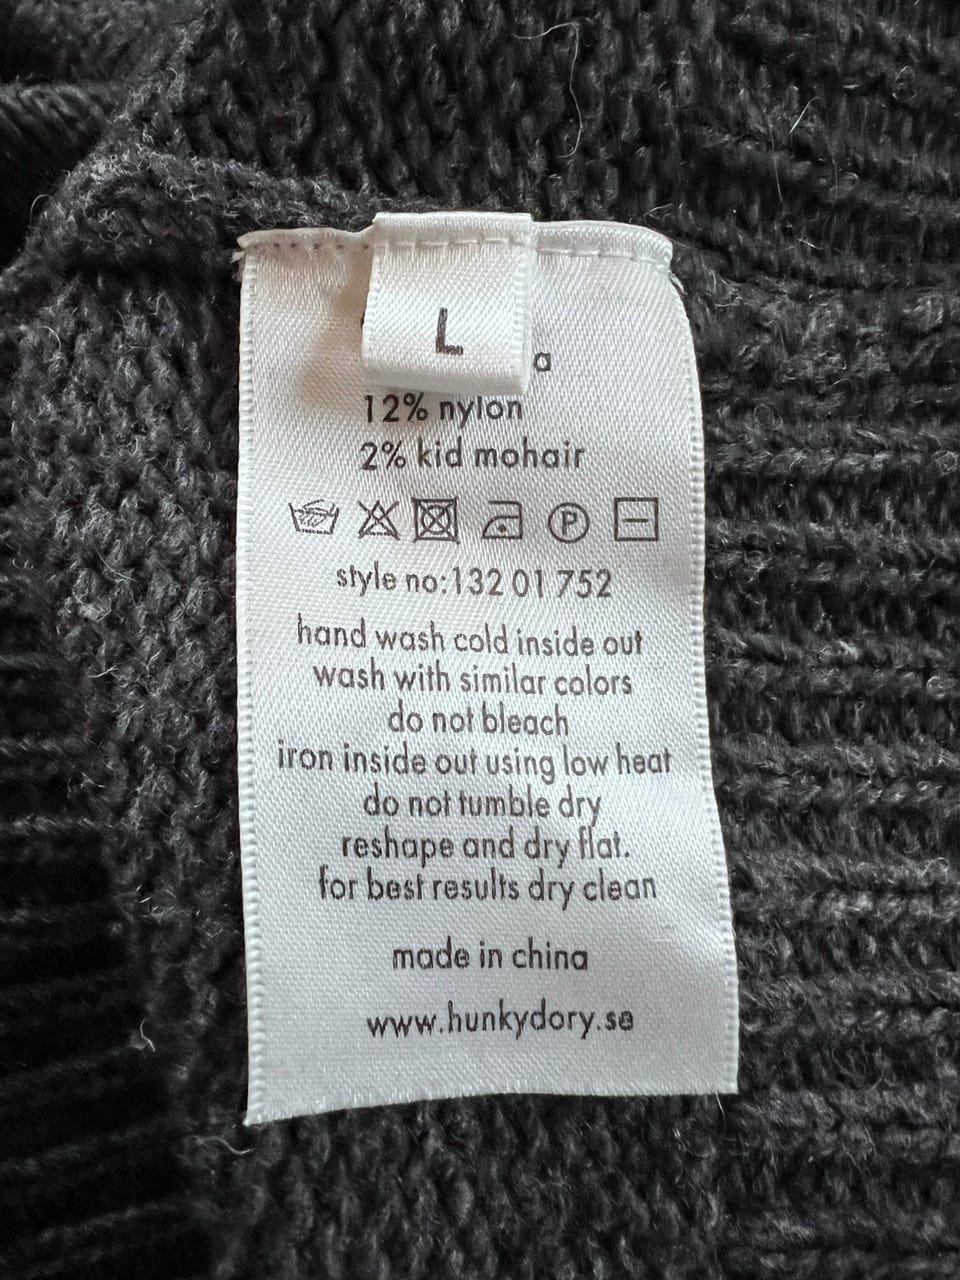 L
a
12% nylon
2% kid mohair
P
style no:132 01 752
hand wash cold inside out
wash with similar colors
do not bleach
iron inside out using low heat
do not tumble dry
reshape and dry flat.
for best results dry clean
made in china
www.hunkydory.se